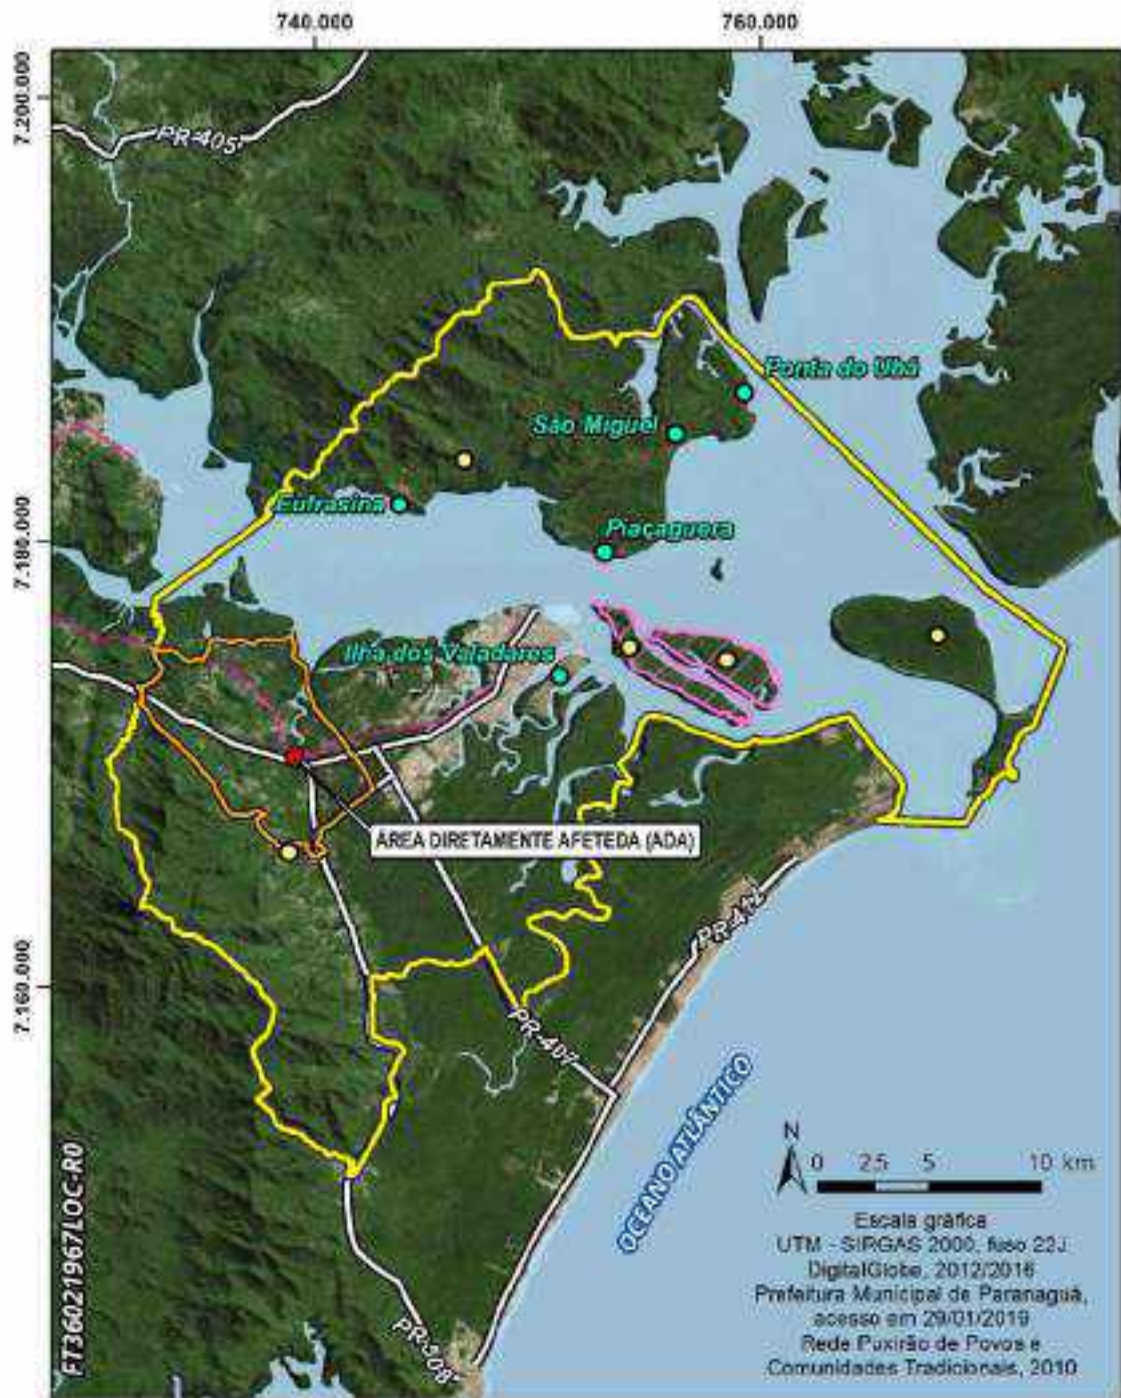 740.000
760.000
7.200.000
PR-405
Ponta do Ubá
São Miguel
Eufrasina
Piaçaguera
7.180.000
Ilha dos Valadares
ÁREA DIRETAMENTE AFETEDA (ADA)
PR-412
7.160.000
PR-407
OCEANO ATLÂNTICO
PR-508
FT36021967LOC-R0
N
0 2,5 5 10 km
Escala gráfica
UTM - SIRGAS 2000, fuso 22J
DigitalGlobe, 2012/2016
Prefeitura Municipal de Paranaguá,
acesso em 29/01/2019
Rede Puxirão de Povos e
Comunidades Tradicionais, 2010